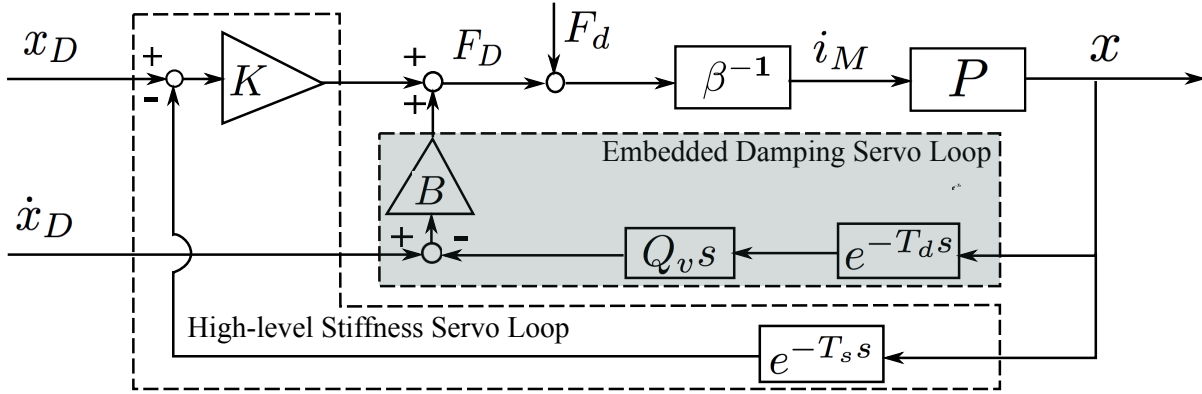 x_D
+
-
K
+
+
F_D
F_d
β⁻¹
i_M
P
x
Embedded Damping Servo Loop
B
ẋ_D
+
-
Q_v s
e^{-T_d s}
High-level Stiffness Servo Loop
e^{-T_s s}